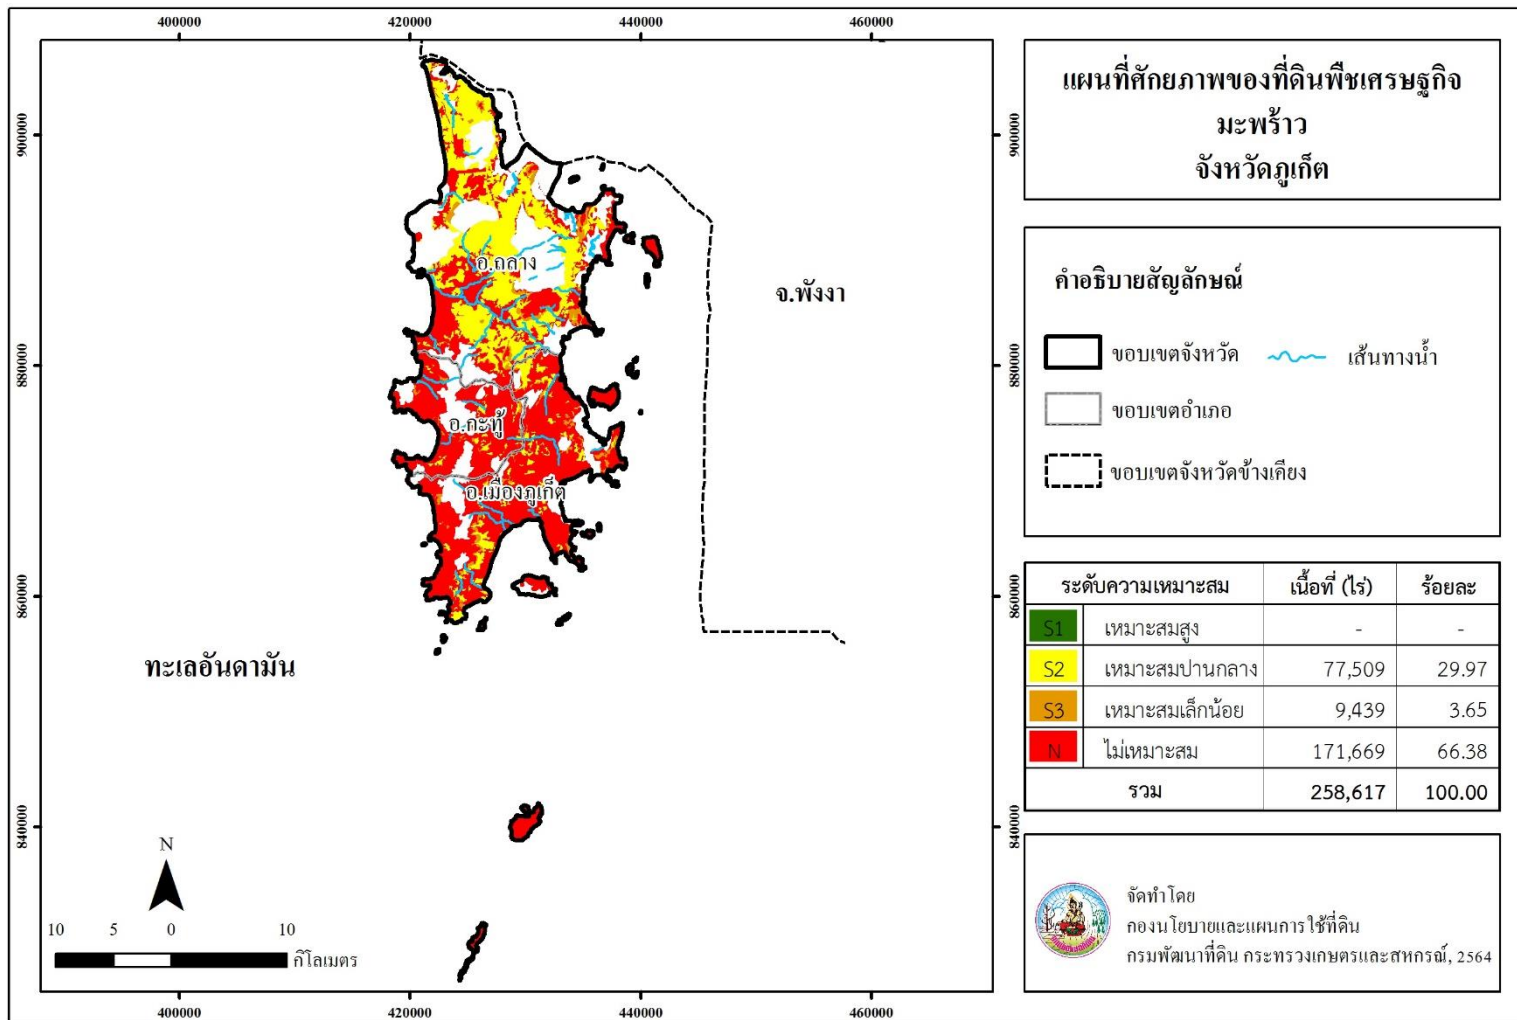 400000
420000
440000
460000
900000
880000
860000
840000
900000
880000
860000
840000
อ.ถลาง
จ.พังงา
อ.กะทู้
อ.เมืองภูเก็ต
ทะเลอันดามัน
N
10 5 0 10
กิโลเมตร
400000
420000
440000
460000
แผนที่ศักยภาพของที่ดินพืชเศรษฐกิจ
มะพร้าว
จังหวัดภูเก็ต
คำอธิบายสัญลักษณ์
ขอบเขตจังหวัด เส้นทางน้ำ
ขอบเขตอำเภอ
ขอบเขตจังหวัดข้างเคียง
ระดับความเหมาะสม เนื้อที่ (ไร่) ร้อยละ
S1 เหมาะสมสูง - -
S2 เหมาะสมปานกลาง 77,509 29.97
S3 เหมาะสมเล็กน้อย 9,439 3.65
N ไม่เหมาะสม 171,669 66.38
รวม 258,617 100.00
จัดทำโดย
กองนโยบายและแผนการใช้ที่ดิน
กรมพัฒนาที่ดิน กระทรวงเกษตรและสหกรณ์, 2564